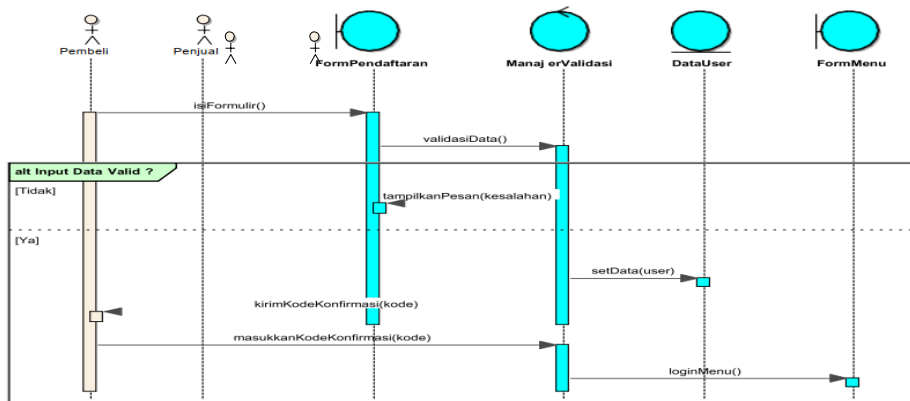 Pembeli
Penjual
FormPendaftaran
Manaj erValidasi
DataUser
FormMenu
isiFormulir()
validasiData()
alt Input Data Valid ?
[Tidak]
tampilkanPesan(kesalahan)
[Ya]
setData(user)
kirimKodeKonfirmasi(kode)
masukkanKodeKonfirmasi(kode)
loginMenu()